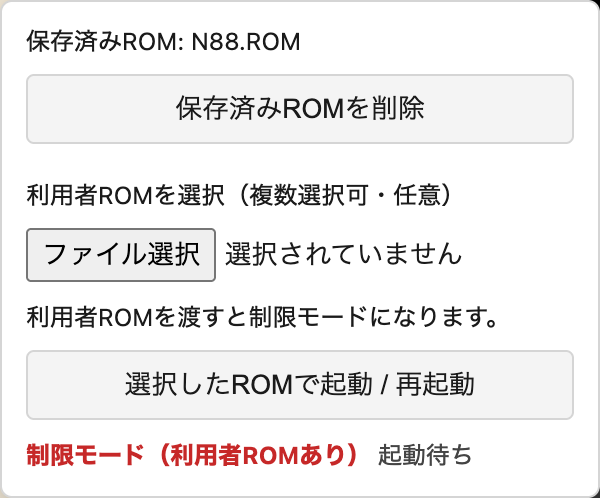 保存済みROM: N88.ROM
保存済みROMを削除
利用者ROMを選択（複数選択可・任意）
ファイル選択 選択されていません
利用者ROMを渡すと制限モードになります。
選択したROMで起動 / 再起動
制限モード（利用者ROMあり） 起動待ち